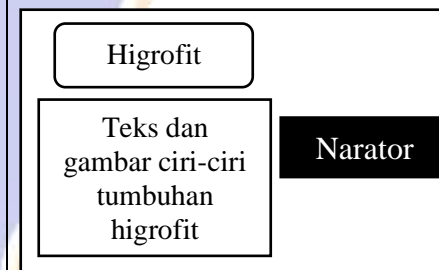 Higrofit
Teks dan
gambar ciri-ciri
tumbuhan
higrofit
Narator